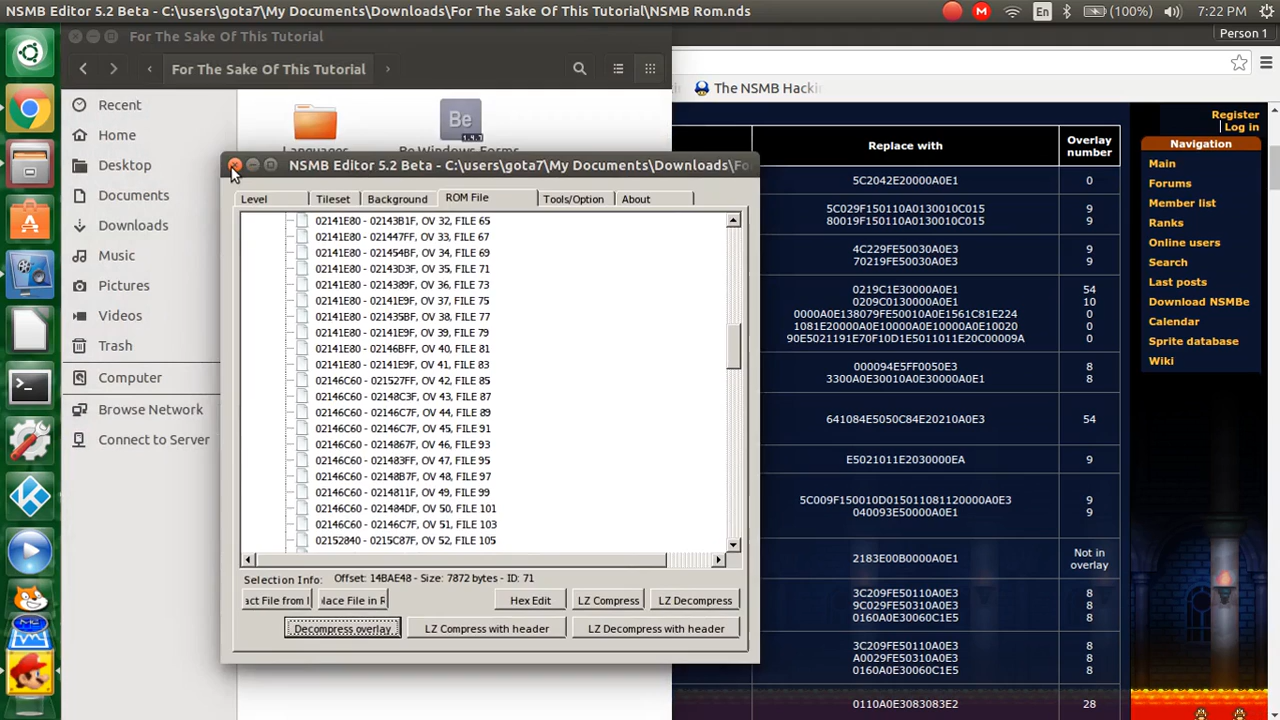 NSMB Editor 5.2 Beta - C:\users\gota7\My Documents\Downloads\For The Sake Of This Tutorial\NSMB Rom.nds
En
(100%)
7:22 PM
Person 1
For The Sake Of This Tutorial
For The Sake Of This Tutorial
Recent
Home
Desktop
Documents
Downloads
Music
Pictures
Videos
Trash
Computer
Browse Network
Connect to Server
Be
1.4.7
The NSMB Hackin
NSMB Editor 5.2 Beta - C:\users\gota7\My Documents\Downloads\Fo
Level
Tileset
Background
ROM File
Tools/Option
About
02141E80 - 02143B1F, OV 32, FILE 65
02141E80 - 021447FF, OV 33, FILE 67
02141E80 - 021454BF, OV 34, FILE 69
02141E80 - 02143D3F, OV 35, FILE 71
02141E80 - 0214389F, OV 36, FILE 73
02141E80 - 02141E9F, OV 37, FILE 75
02141E80 - 021435BF, OV 38, FILE 77
02141E80 - 02141E9F, OV 39, FILE 79
02141E80 - 02146BFF, OV 40, FILE 81
02141E80 - 02141E9F, OV 41, FILE 83
02146C60 - 021527FF, OV 42, FILE 85
02146C60 - 02148C3F, OV 43, FILE 87
02146C60 - 02146C7F, OV 44, FILE 89
02146C60 - 02146C7F, OV 45, FILE 91
02146C60 - 0214867F, OV 46, FILE 93
02146C60 - 021483FF, OV 47, FILE 95
02146C60 - 02148B7F, OV 48, FILE 97
02146C60 - 0214811F, OV 49, FILE 99
02146C60 - 021484DF, OV 50, FILE 101
02146C60 - 02146C7F, OV 51, FILE 103
02152840 - 0215C87F, OV 52, FILE 105
Selection Info: Offset: 14BAE48 - Size: 7872 bytes - ID: 71
act File from
lace File in R
Hex Edit
LZ Compress
LZ Decompress
Decompress overlay
LZ Compress with header
LZ Decompress with header
Replace with
Overlay number
5C2042E20000A0E1
0
5C029F150110A0130010C015
9
80019F150110A0130010C015
9
4C229FE50030A0E3
9
70219FE50030A0E3
9
0219C1E30000A0E1
54
0209C0130000A0E1
10
0000A0E138079FE50010A0E1561C81E224
0
1081E20000A0E10000A0E10000A0E10020
0
90E5021191E70F10D1E5011011E20C00009A
0
000094E5FF0050E3
8
3300A0E30010A0E30000A0E1
8
641084E5050C84E20210A0E3
54
E5021011E2030000EA
9
5C009F150010D015011081120000A0E3
9
040093E50000A0E1
9
2183E00B0000A0E1
Not in overlay
3C209FE50110A0E3
8
9C029FE50110A0E3
8
0160A0E30060C1E5
8
3C209FE50110A0E3
8
A0029FE50110A0E3
8
0160A0E30060C1E5
8
0110A0E3083083E2
28
Register
Log in
Navigation
Main
Forums
Member list
Ranks
Online users
Search
Last posts
Download NSMBe
Calendar
Sprite database
Wiki